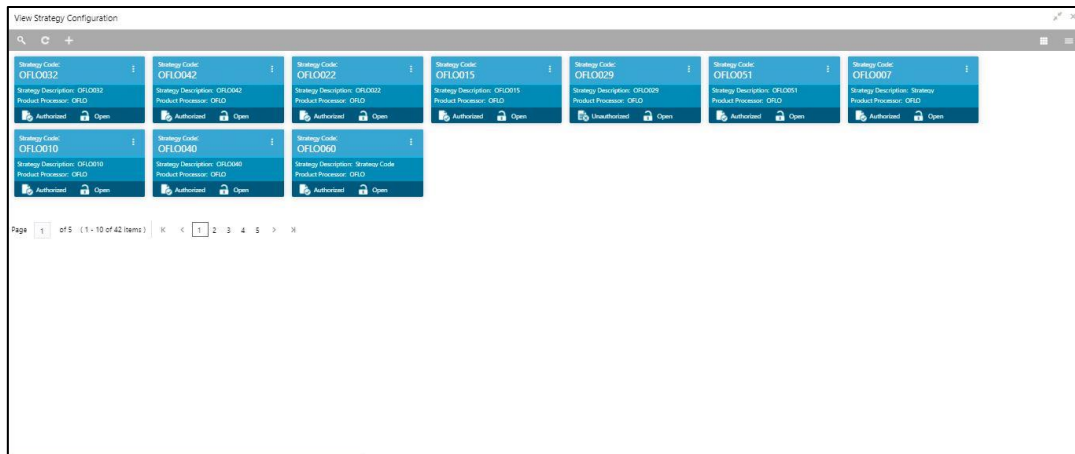 View Strategy Configuration
Strategy Code:
OFLO032
Strategy Description: OFLO032
Product Processor: OFLO
Authorized Open
Strategy Code:
OFLO042
Strategy Description: OFLO042
Product Processor: OFLO
Authorized Open
Strategy Code:
OFLO022
Strategy Description: OFLO022
Product Processor: OFLO
Authorized Open
Strategy Code:
OFLO015
Strategy Description: OFLO015
Product Processor: OFLO
Authorized Open
Strategy Code:
OFLO029
Strategy Description: OFLO029
Product Processor: OFLO
Unauthorized Open
Strategy Code:
OFLO051
Strategy Description: OFLO051
Product Processor: OFLO
Authorized Open
Strategy Code:
OFLO007
Strategy Description: Strategy
Product Processor: OFLO
Authorized Open
Strategy Code:
OFLO010
Strategy Description: OFLO010
Product Processor: OFLO
Authorized Open
Strategy Code:
OFLO040
Strategy Description: OFLO040
Product Processor: OFLO
Authorized Open
Strategy Code:
OFLO060
Strategy Description: Strategy Code
Product Processor: OFLO
Authorized Open
Page 1 of 5 (1 - 10 of 42 items) 1 2 3 4 5